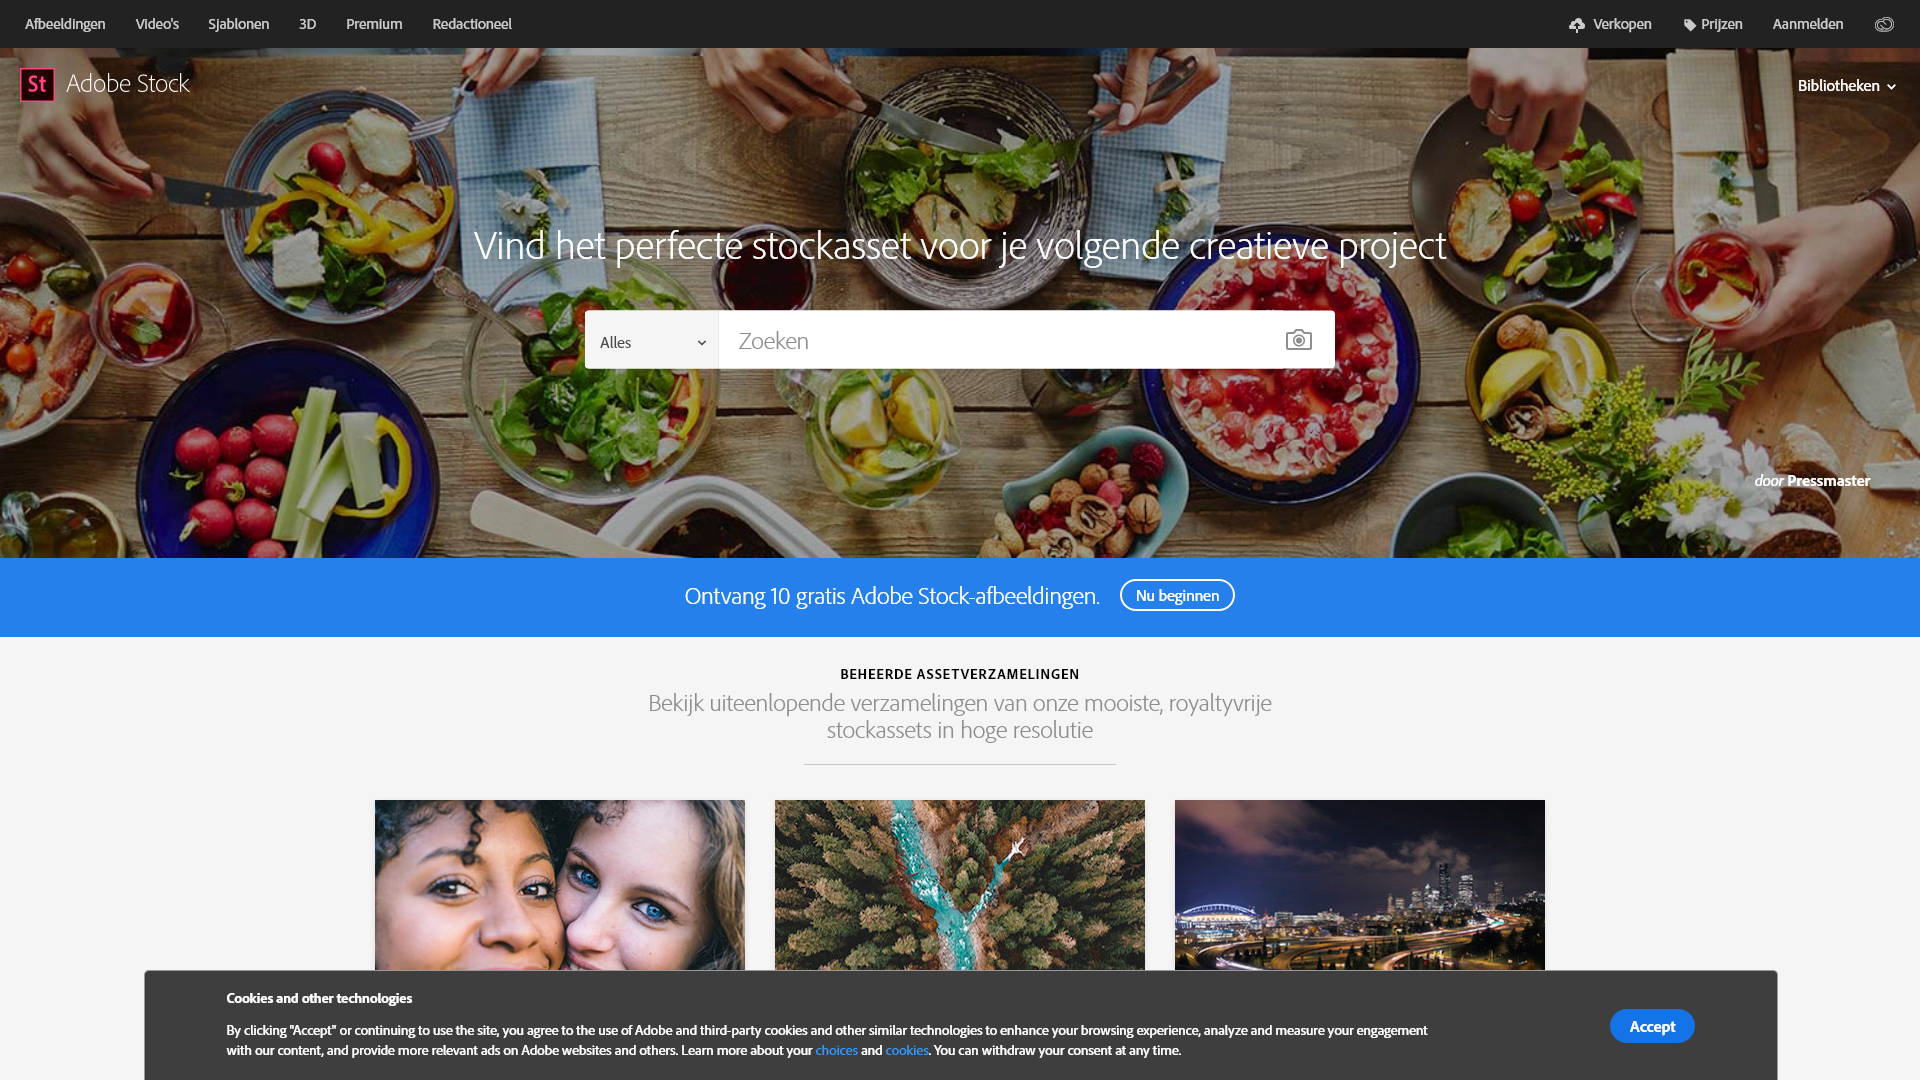 Afbeeldingen Video's Sjablonen 3D Premium Redactioneel Verkopen Prijzen Aanmelden
St Adobe Stock
Bibliotheken
Vind het perfecte stockasset voor je volgende creatieve project
Alles Zoeken
door Pressmaster
Ontvang 10 gratis Adobe Stock-afbeeldingen. Nu beginnen
BEHEERDE ASSETVERZAMELINGEN
Bekijk uiteenlopende verzamelingen van onze mooiste, royaltyvrije
stockassets in hoge resolutie
Cookies and other technologies
By clicking "Accept" or continuing to use the site, you agree to the use of Adobe and third-party cookies and other similar technologies to enhance your browsing experience, analyze and measure your engagement
with our content, and provide more relevant ads on Adobe websites and others. Learn more about your choices and cookies. You can withdraw your consent at any time.
Accept